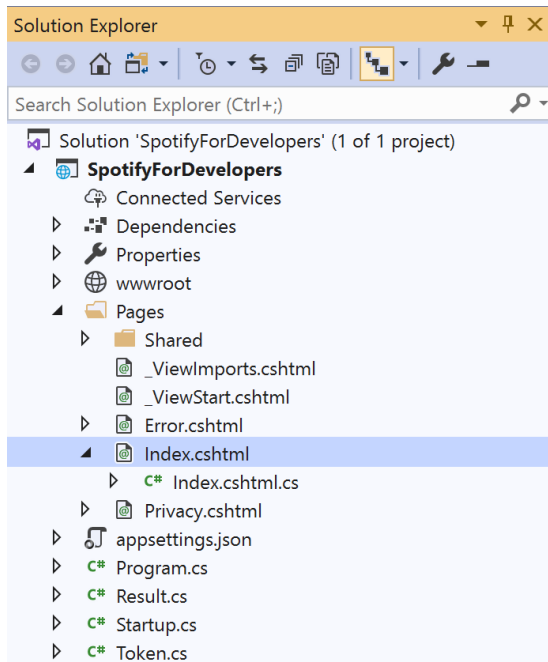 Solution Explorer
Search Solution Explorer (Ctrl+;)
Solution 'SpotifyForDevelopers' (1 of 1 project)
SpotifyForDevelopers
Connected Services
Dependencies
Properties
wwwroot
Pages
Shared
_ViewImports.cshtml
_ViewStart.cshtml
Error.cshtml
Index.cshtml
C# Index.cshtml.cs
Privacy.cshtml
appsettings.json
C# Program.cs
C# Result.cs
C# Startup.cs
C# Token.cs